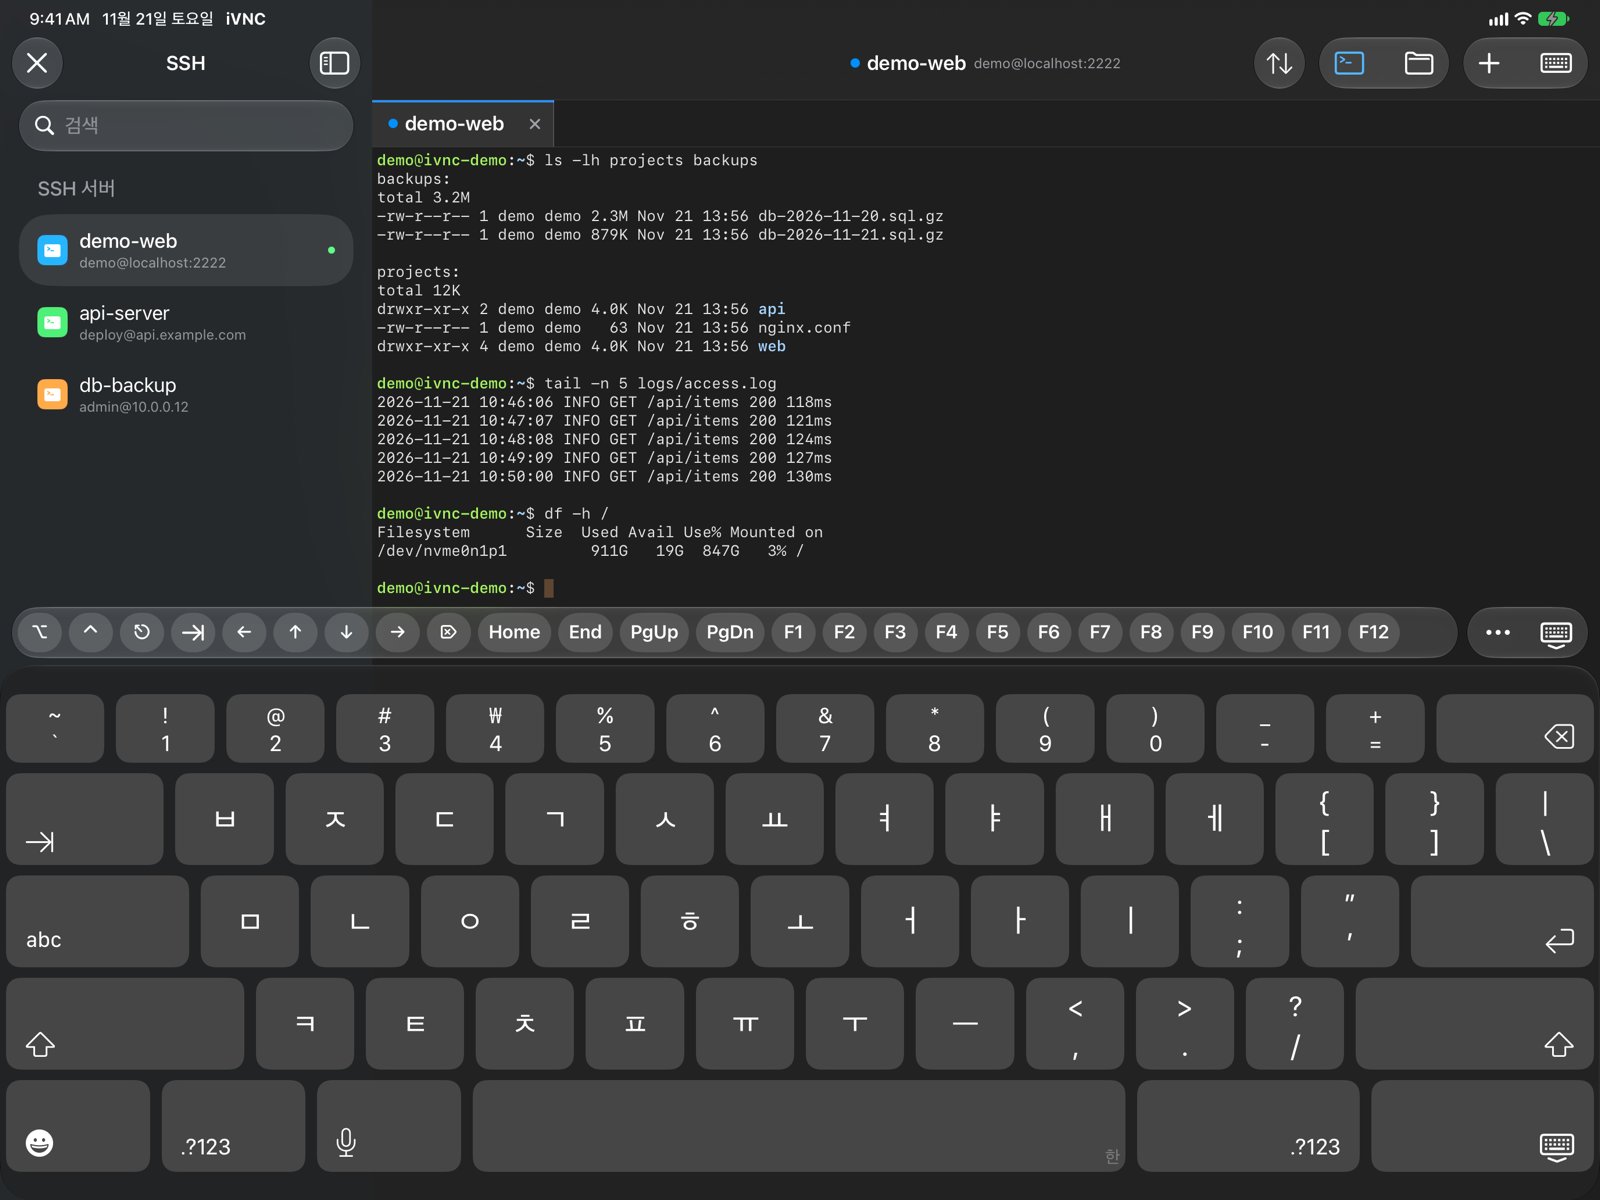 9:41 AM 11월 21일 토요일 iVNC
SSH
demo-web demo@localhost:2222
검색
SSH 서버
demo-web
demo@localhost:2222
api-server
deploy@api.example.com
db-backup
admin@10.0.0.12
demo-web
demo@ivnc-demo:~$ ls -lh projects backups
backups:
total 3.2M
-rw-r--r-- 1 demo demo 2.3M Nov 21 13:56 db-2026-11-20.sql.gz
-rw-r--r-- 1 demo demo 879K Nov 21 13:56 db-2026-11-21.sql.gz
projects:
total 12K
drwxr-xr-x 2 demo demo 4.0K Nov 21 13:56 api
-rw-r--r-- 1 demo demo 63 Nov 21 13:56 nginx.conf
drwxr-xr-x 4 demo demo 4.0K Nov 21 13:56 web
demo@ivnc-demo:~$ tail -n 5 logs/access.log
2026-11-21 10:46:06 INFO GET /api/items 200 118ms
2026-11-21 10:47:07 INFO GET /api/items 200 121ms
2026-11-21 10:48:08 INFO GET /api/items 200 124ms
2026-11-21 10:49:09 INFO GET /api/items 200 127ms
2026-11-21 10:50:00 INFO GET /api/items 200 130ms
demo@ivnc-demo:~$ df -h /
Filesystem Size Used Avail Use% Mounted on
/dev/nvme0n1p1 911G 19G 847G 3% /
demo@ivnc-demo:~$
Home End PgUp PgDn F1 F2 F3 F4 F5 F6 F7 F8 F9 F10 F11 F12
~ ! @ # ₩ % ^ & * ( ) _ +
` 1 2 3 4 5 6 7 8 9 0 - =
ㅂ ㅈ ㄷ ㄱ ㅅ ㅛ ㅕ ㅑ ㅐ ㅔ { } |
[ ] \
abc ㅁ ㄴ ㅇ ㄹ ㅎ ㅗ ㅓ ㅏ ㅣ : "
; '
ㅋ ㅌ ㅊ ㅍ ㅠ ㅜ ㅡ < > ?
, . /
.?123 한 .?123